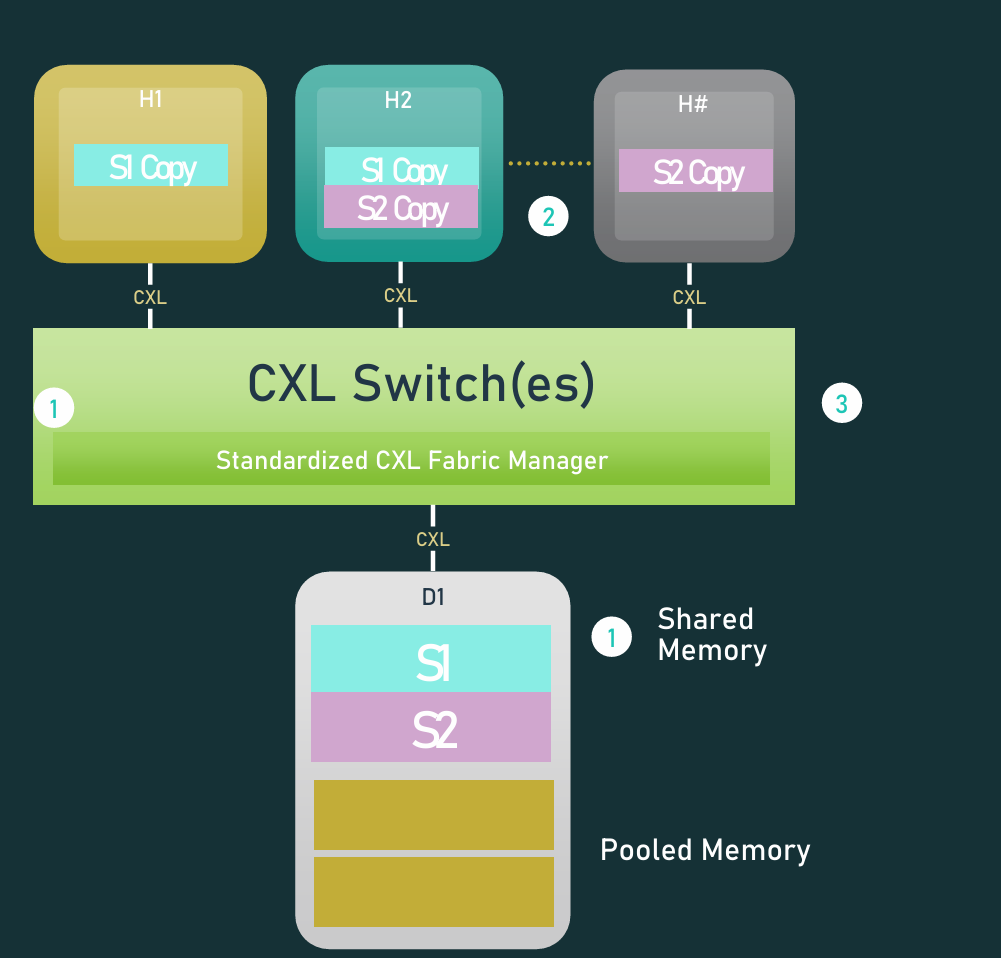 H1
H2
H#
S1 Copy
S1 Copy
S2 Copy
S2 Copy
2
CXL
CXL
CXL
CXL Switch(es)
1
3
Standardized CXL Fabric Manager
CXL
D1
S1
S2
1
Shared
Memory
Pooled Memory